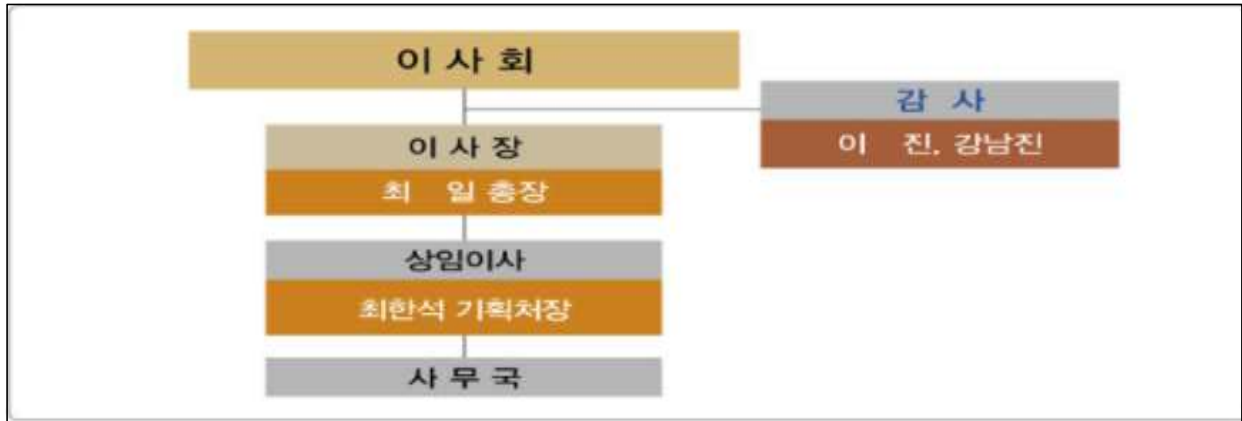 이 사 회
감 사
이 진, 강남진
이 사 장
최 일 총장
상임이사
최한석 기획처장
사 무 국